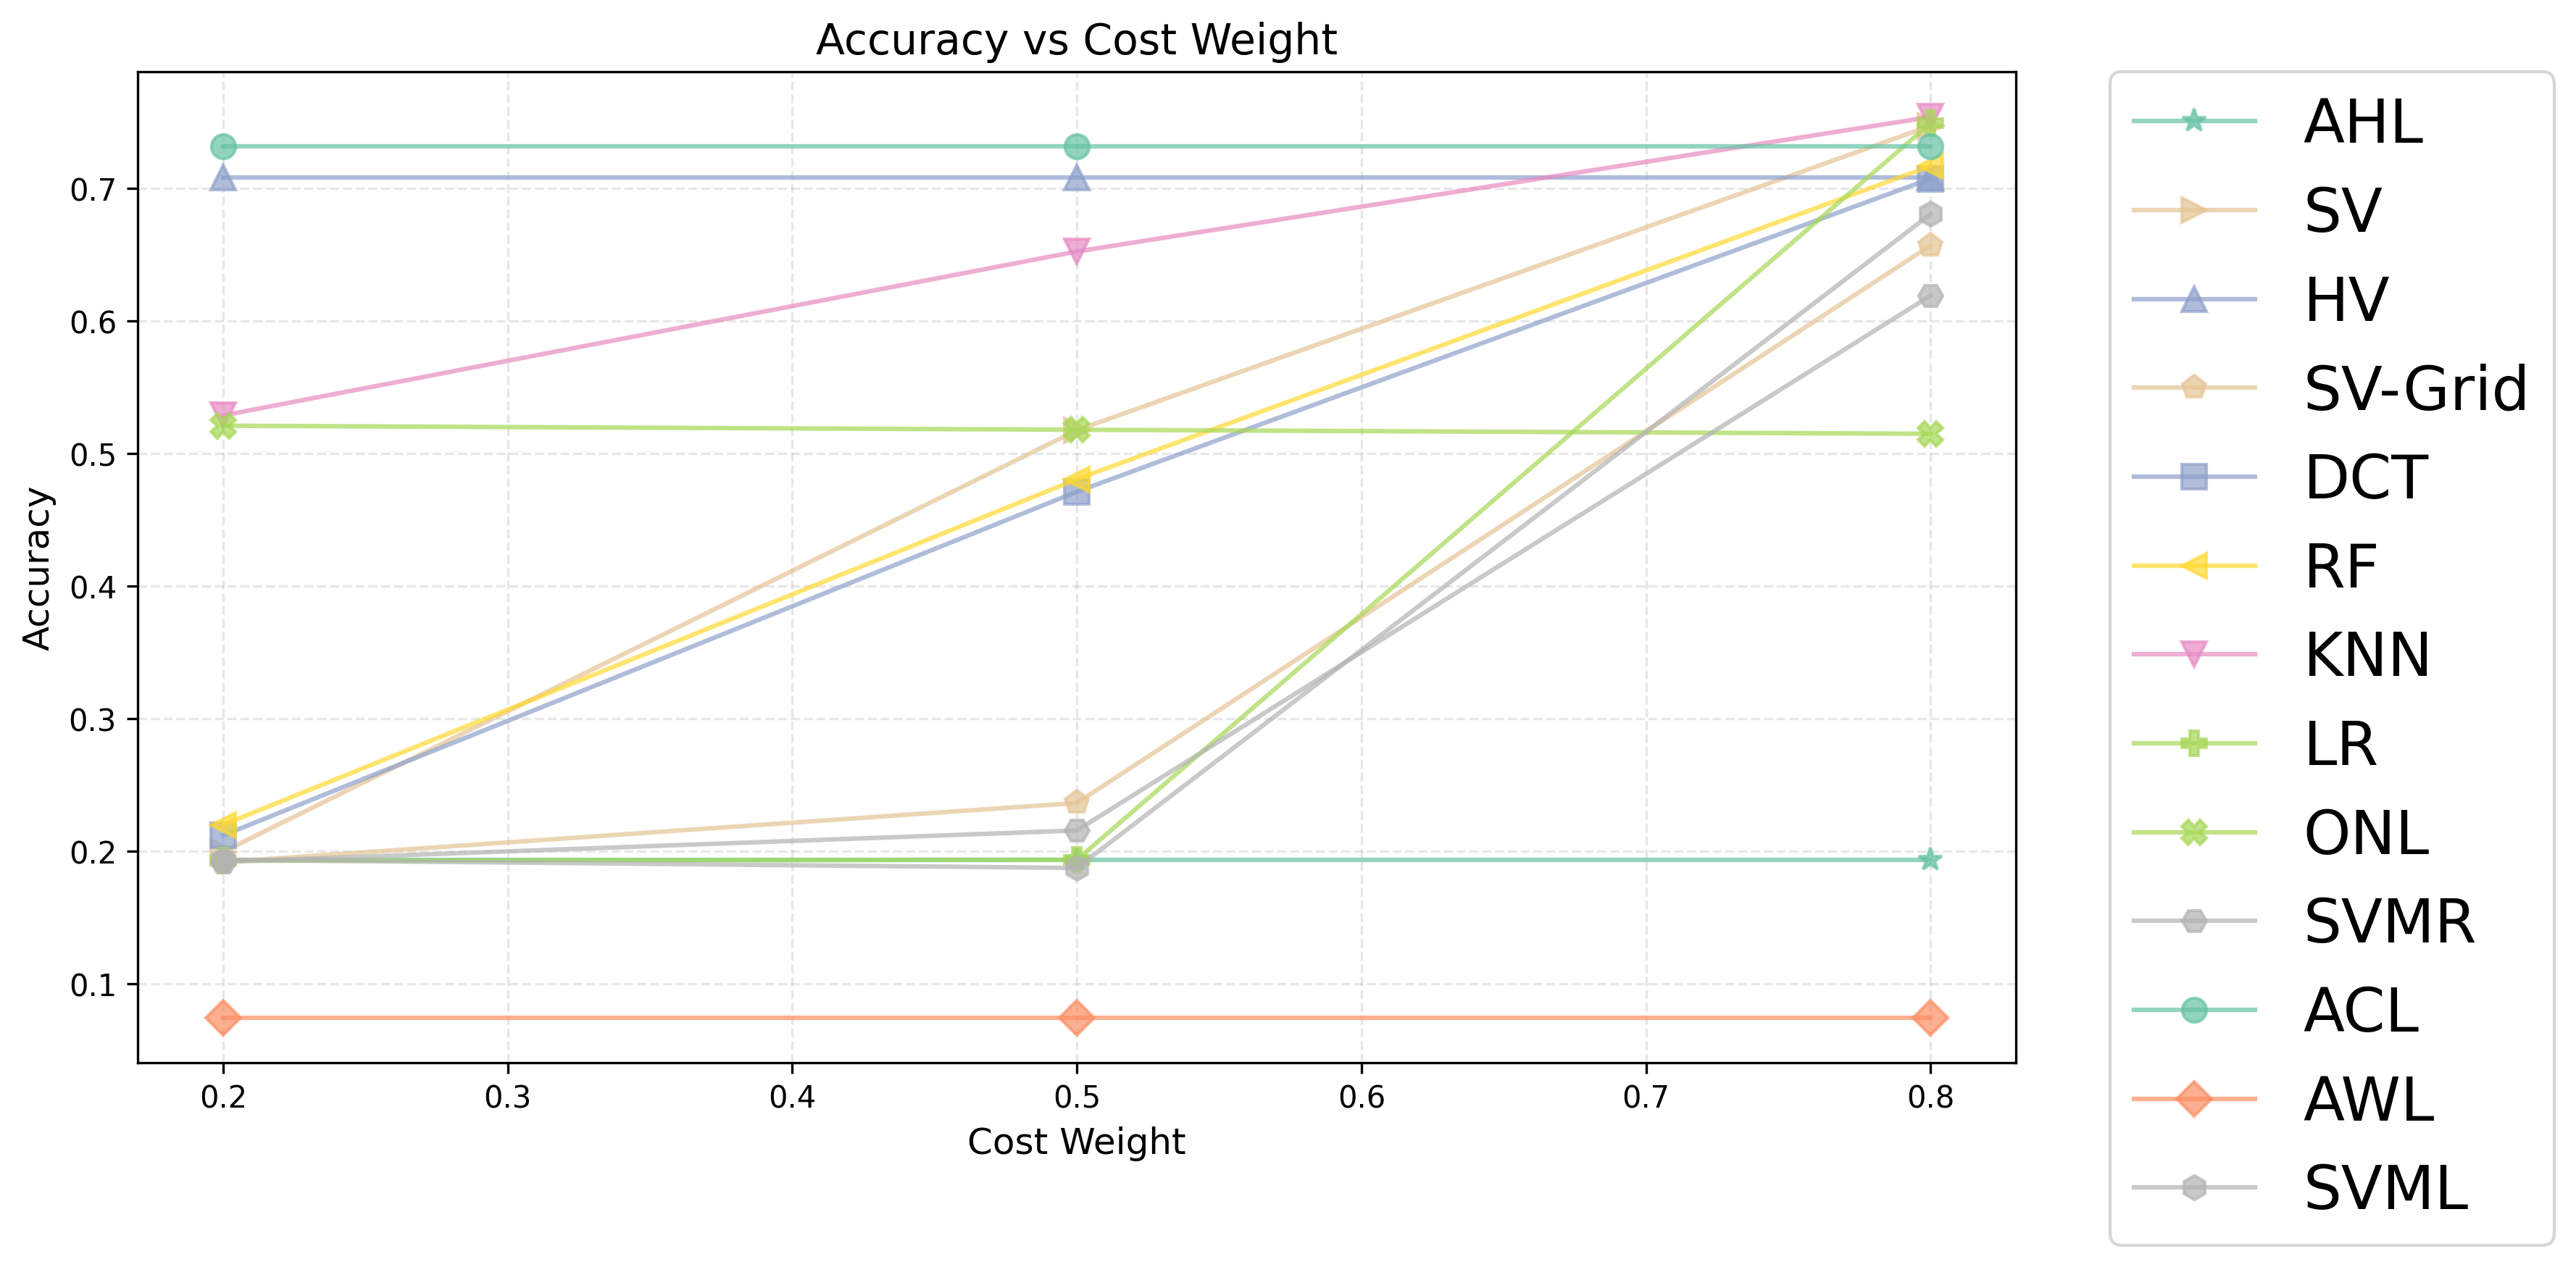 Accuracy vs Cost Weight
Accuracy
0.7
0.6
0.5
0.4
0.3
0.2
0.1
0.2 0.3 0.4 0.5 0.6 0.7 0.8
Cost Weight
AHL
SV
HV
SV-Grid
DCT
RF
KNN
LR
ONL
SVMR
ACL
AWL
SVML